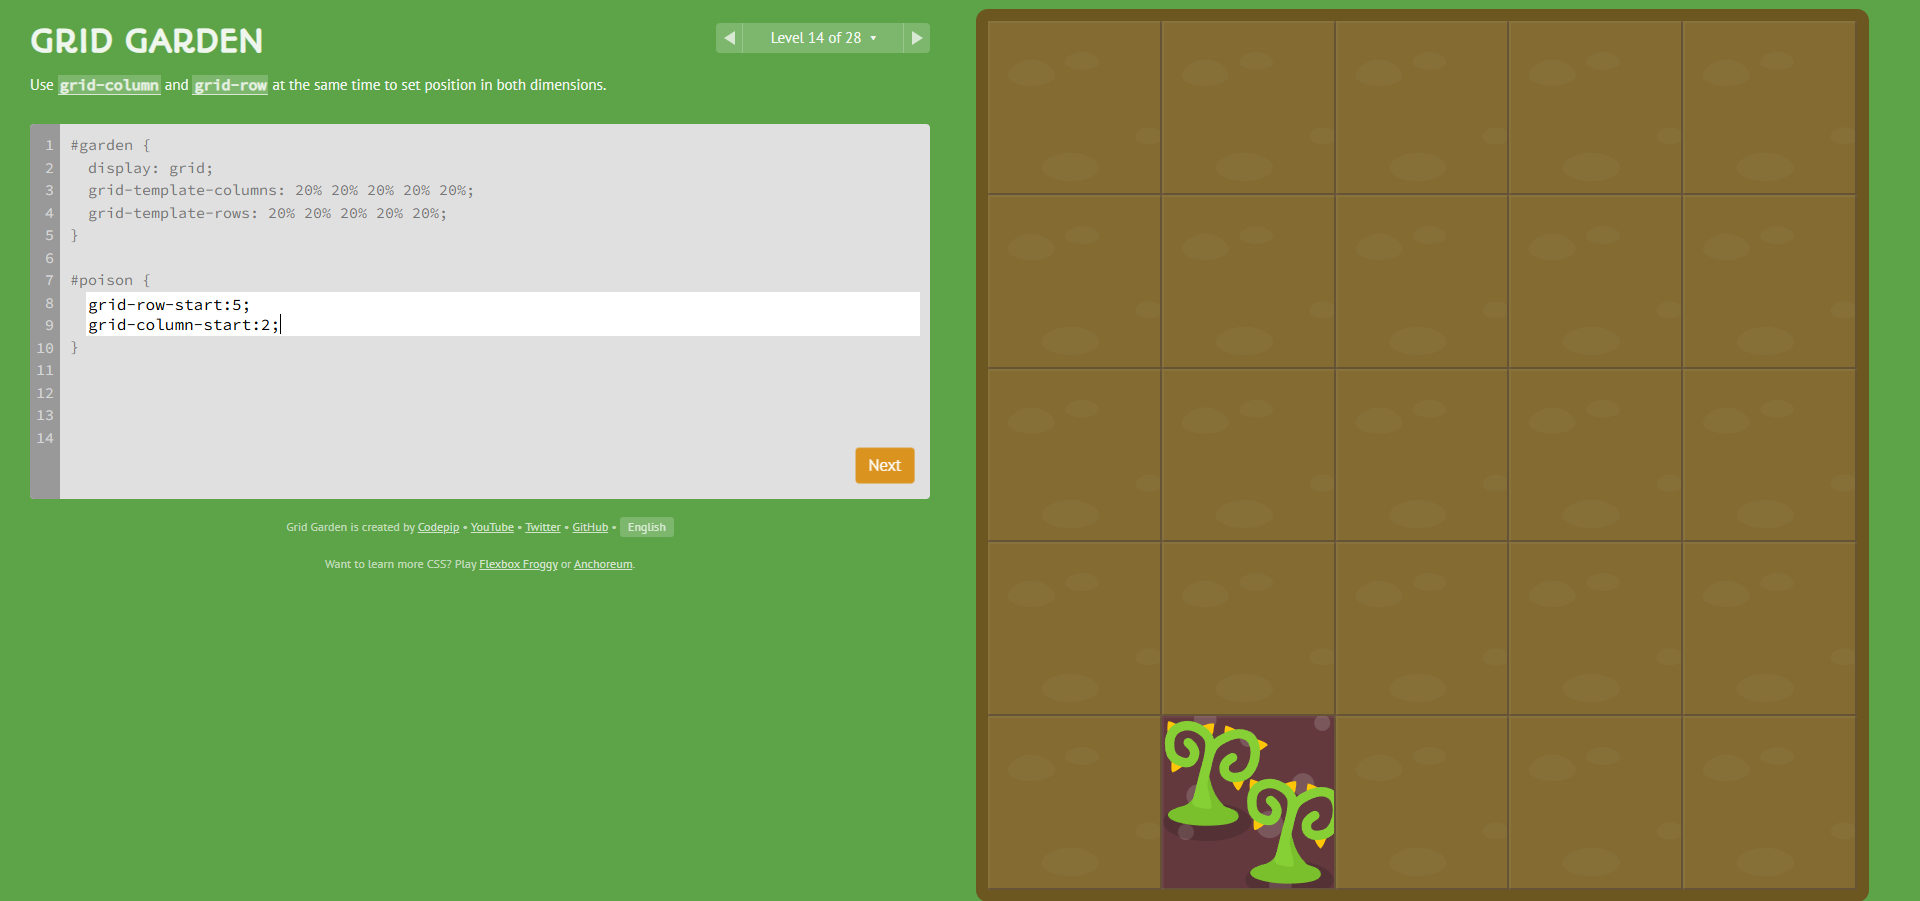 GRID GARDEN
Level 14 of 28
Use grid-column and grid-row at the same time to set position in both dimensions.
1 #garden {
2 display: grid;
3 grid-template-columns: 20% 20% 20% 20% 20%;
4 grid-template-rows: 20% 20% 20% 20% 20%;
5 }
6
7 #poison {
8 grid-row-start:5;
9 grid-column-start:2;
10 }
11
12
13
14
Next
Grid Garden is created by Codepip • YouTube • Twitter • GitHub • English
Want to learn more CSS? Play Flexbox Froggy or Anchoreum.